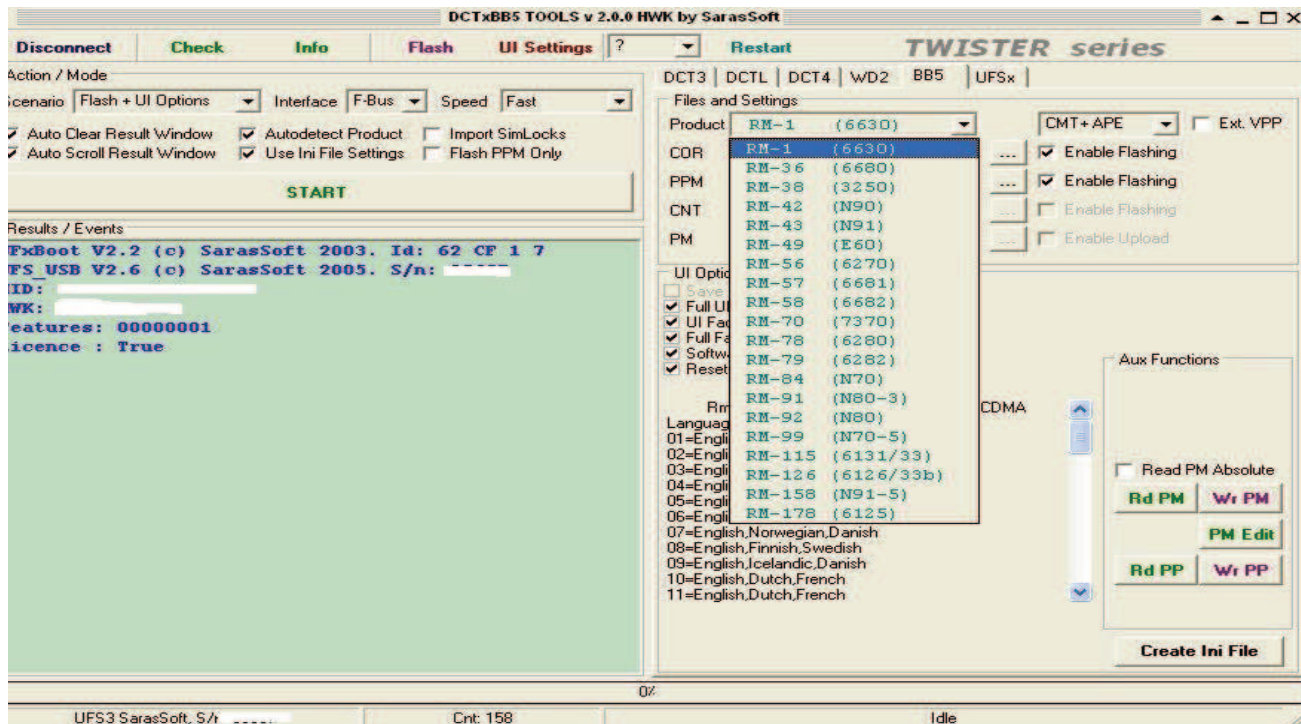 DCTxBB5 TOOLS v 2.0.0 HWK by SarasSoft
Disconnect Check Info Flash UI Settings ? Restart TWISTER series
Action / Mode
Scenario Flash + UI Options Interface F-Bus Speed Fast
Auto Clear Result Window Autodetect Product Import SimLocks
Auto Scroll Result Window Use Ini File Settings Flash PPM Only
START
Results / Events
UFxBoot V2.2 (c) SarasSoft 2003. Id: 62 CF 1 7
UFS_USB V2.6 (c) SarasSoft 2005. S/n:
HWK:
Features: 00000001
Licence : True
DCT3 DCTL DCT4 WD2 BB5 UFSx
Files and Settings
Product RM-1 (6630) CMT+APE Ext. VPP
COR ... Enable Flashing
PPM ... Enable Flashing
CNT ... Enable Flashing
PM ... Enable Upload
RM-1 (6630)
RM-36 (6680)
RM-38 (3250)
RM-42 (N90)
RM-43 (N91)
RM-49 (E60)
RM-56 (6270)
RM-57 (6681)
RM-58 (6682)
RM-70 (7370)
RM-78 (6280)
RM-79 (6282)
RM-84 (N70)
RM-91 (N80-3)
RM-92 (N80)
RM-99 (N70-5)
RM-115 (6131/33)
RM-126 (6126/33b)
RM-158 (N91-5)
RM-178 (6125)
UI Optio
Save
Full UI
UI Fac
Full Fa
Softw
Reset
Rm CDMA
Languag
01=Engli
02=Engli
03=Engli
04=Engli
05=Engli
06=Engli
07=English,Norwegian,Danish
08=English,Finnish,Swedish
09=English,Icelandic,Danish
10=English,Dutch,French
11=English,Dutch,French
Aux Functions
Read PM Absolute
Rd PM Wr PM
PM Edit
Rd PP Wr PP
Create Ini File
0%
UFS3 SarasSoft, S/ Cnt: 158 Idle